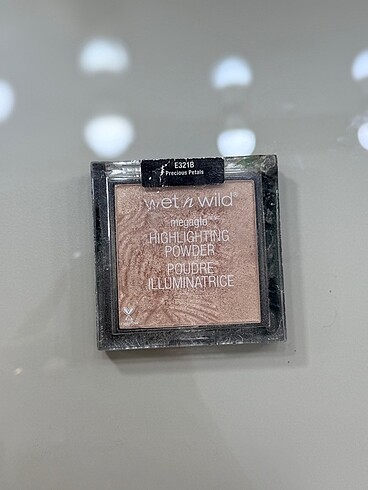 E321B
Precious Petals
wet n wild®
megaglo
HIGHLIGHTING
POWDER
POUDRE
ILLUMINATRICE